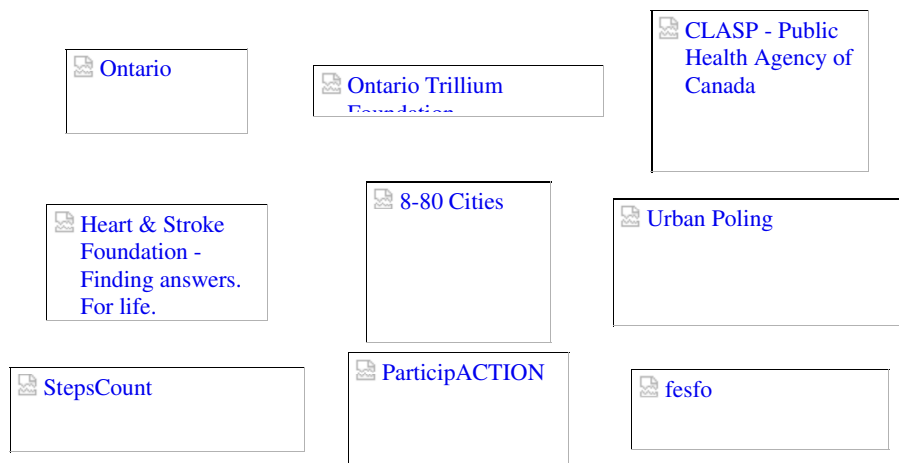 Ontario
Ontario Trillium
Foundation
CLASP - Public
Health Agency of
Canada
Heart & Stroke
Foundation -
Finding answers.
For life.
8-80 Cities
Urban Poling
StepsCount
ParticipACTION
fesfo